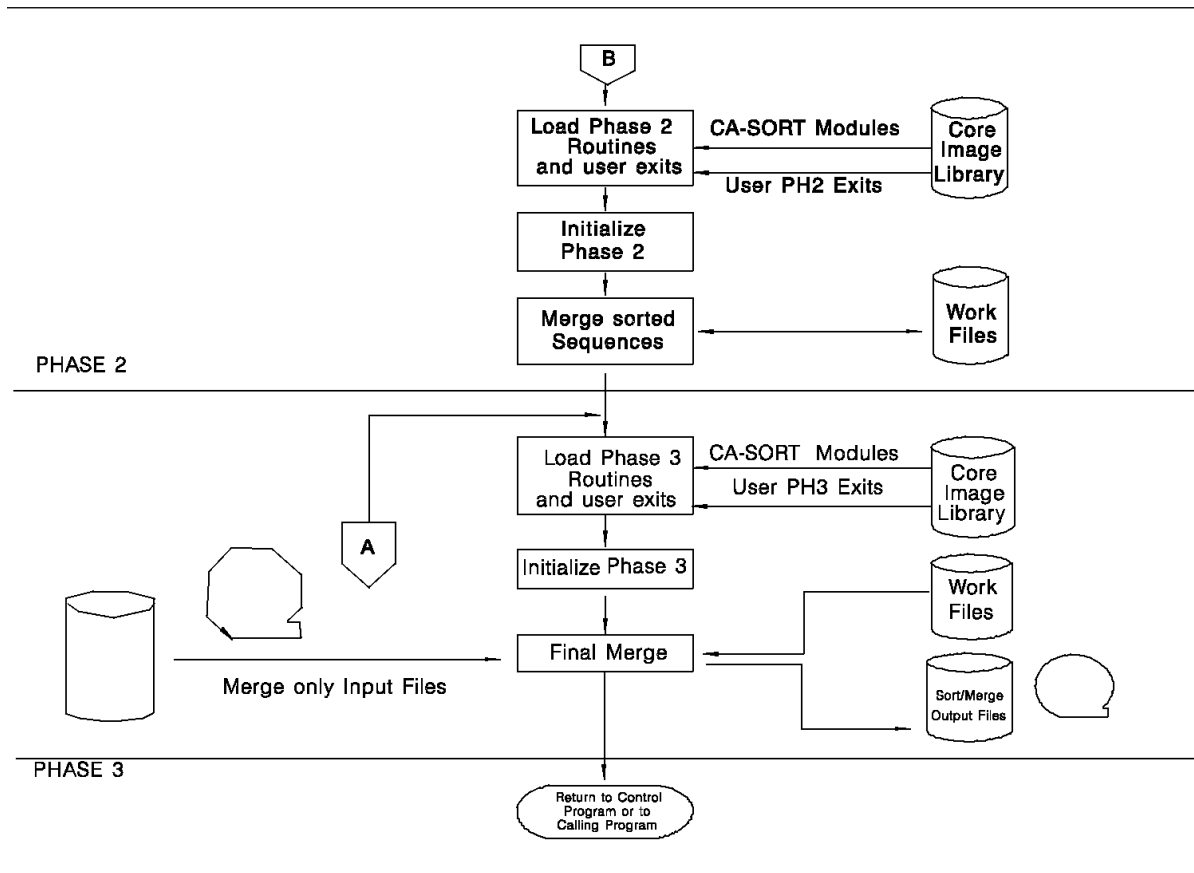 B
Load Phase 2
Routines
and user exits
CA-SORT Modules
User PH2 Exits
Core
Image
Library
Initialize
Phase 2
Merge sorted
Sequences
Work
Files
PHASE 2
Load Phase 3
Routines
and user exits
CA-SORT Modules
User PH3 Exits
Core
Image
Library
A
Initialize Phase 3
Work
Files
Final Merge
Merge only Input Files
Sort/Merge
Output Files
PHASE 3
Return to Control
Program or to
Calling Program